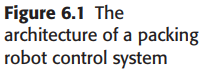 Figure 6.1 The
architecture of a packing
robot control system